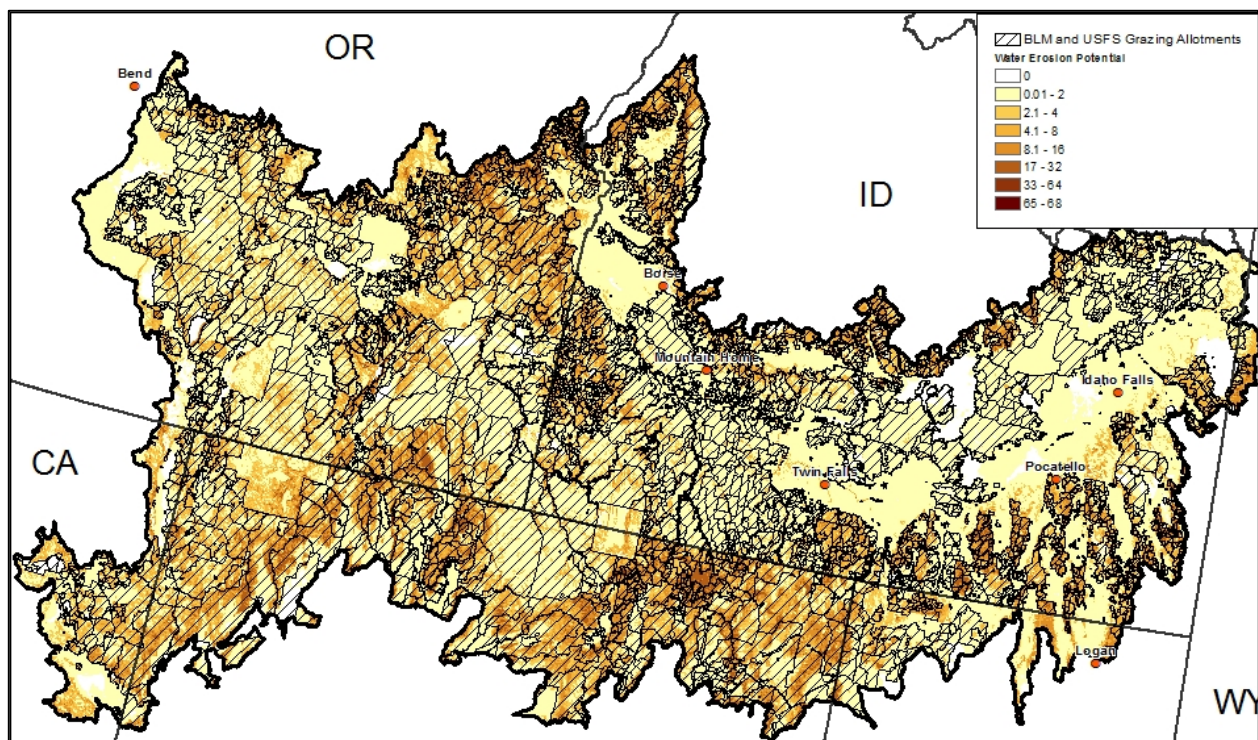 OR
Bend
BLM and USFS Grazing Allotments
Water Erosion Potential
0
0.01 - 2
2.1 - 4
4.1 - 8
8.1 - 16
17 - 32
33 - 64
65 - 68
ID
Boise
Mountain Home
Idaho Falls
CA
Twin Falls
Pocatello
Logan
WY